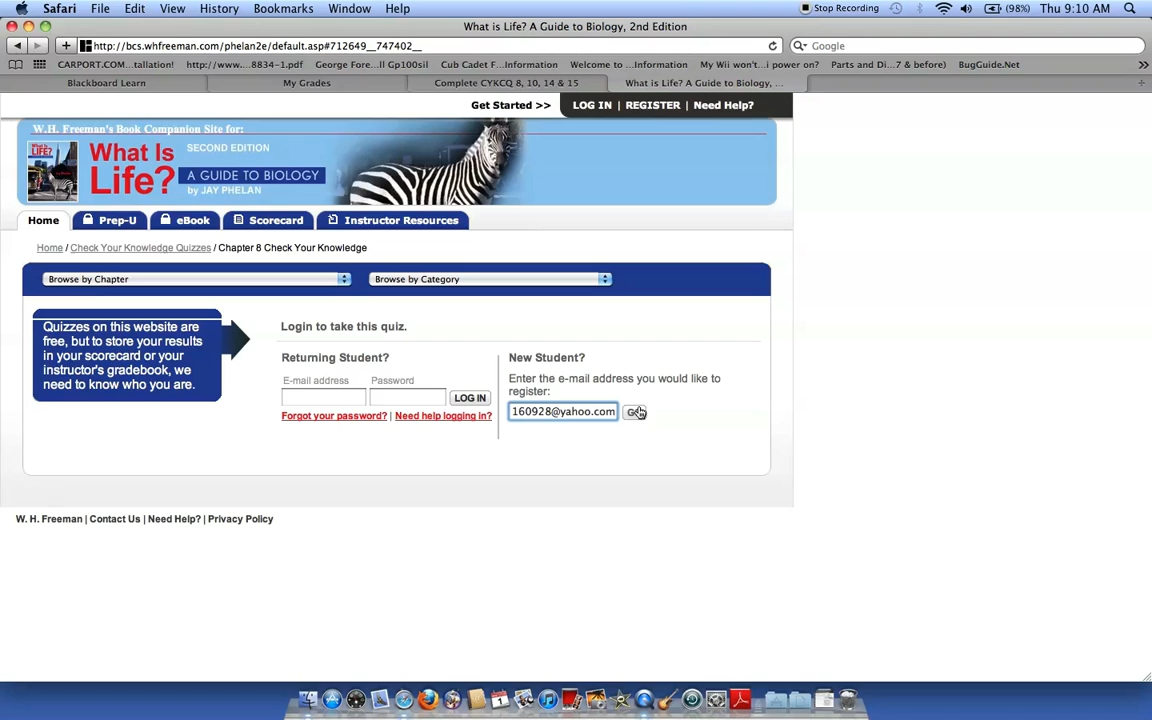 Safari File Edit View History Bookmarks Window Help Stop Recording (98%) Thu 9:10 AM
What is Life? A Guide to Biology, 2nd Edition
http://bcs.whfreeman.com/phelan2e/default.asp#712649__747402__ Google
CARPORT.COM...tallation! http://www....8834-1.pdf George Fore...ll Gp100sil Cub Cadet F...Information Welcome to ...Information My Wii won't...i power on? Parts and Di...7 & before) BugGuide.Net
Blackboard Learn My Grades Complete CYKCQ 8, 10, 14 & 15 What is Life? A Guide to Biology, ...
Get Started >> LOG IN | REGISTER | Need Help?
W.H. Freeman's Book Companion Site for:
What Is SECOND EDITION
Life? A GUIDE TO BIOLOGY
by JAY PHELAN
Home Prep-U eBook Scorecard Instructor Resources
Home / Check Your Knowledge Quizzes / Chapter 8 Check Your Knowledge
Browse by Chapter Browse by Category
Quizzes on this website are
free, but to store your results
in your scorecard or your
instructor's gradebook, we
need to know who you are.
Login to take this quiz.
Returning Student?
E-mail address Password
LOG IN
Forgot your password? | Need help logging in?
New Student?
Enter the e-mail address you would like to
register:
160928@yahoo.com
W. H. Freeman | Contact Us | Need Help? | Privacy Policy